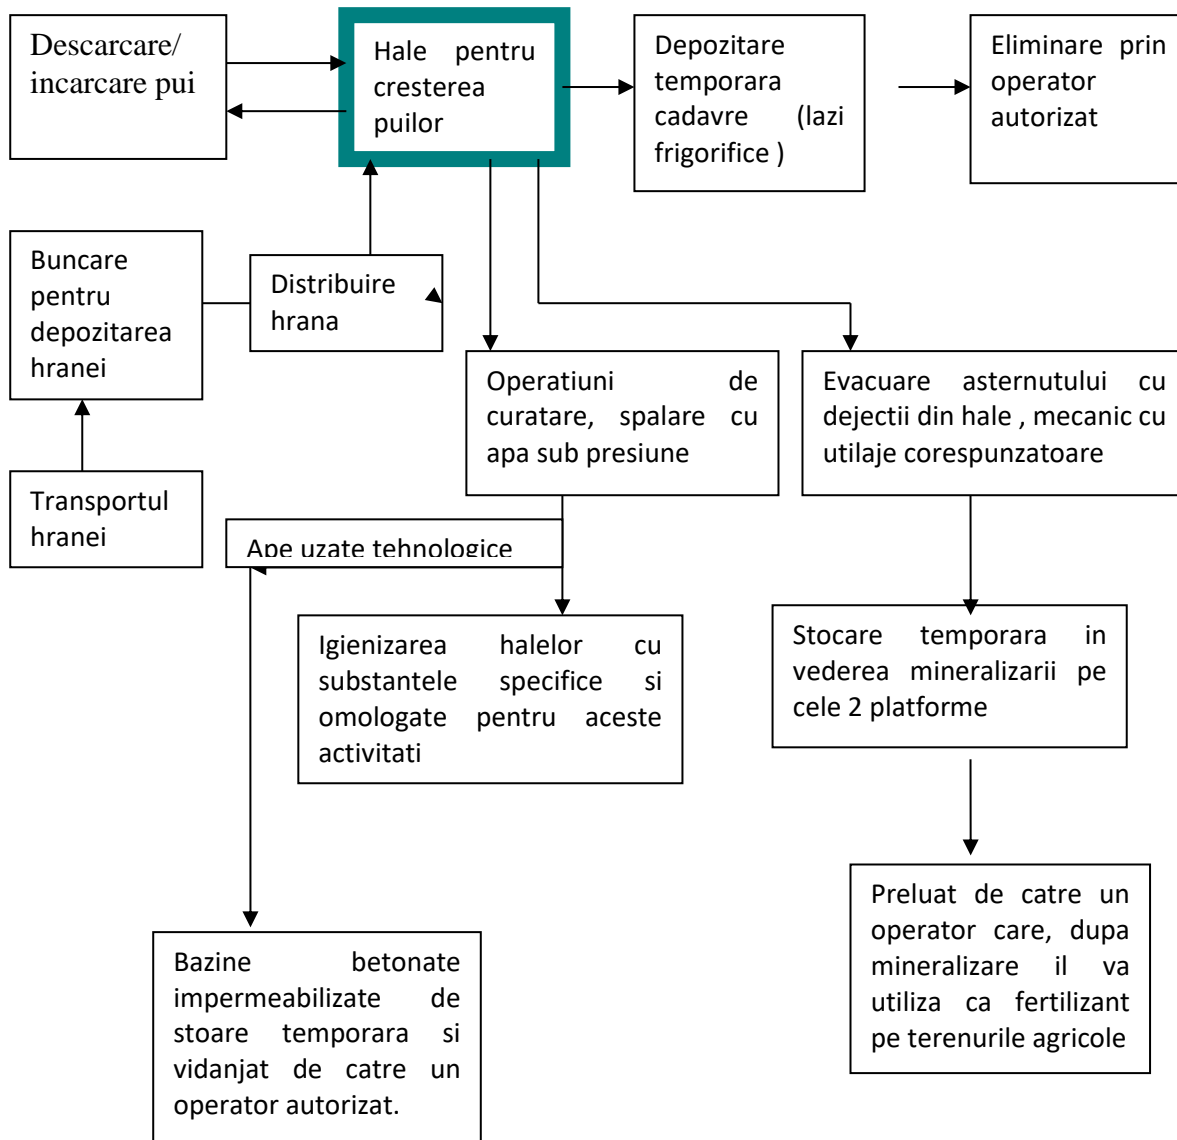 Descarcare/
incarcare pui
Hale pentru
cresterea
puilor
Depozitare
temporara
cadavre (lazi
frigorifice )
Eliminare prin
operator
autorizat
Buncare
pentru
depozitarea
hranei
Distribuire
hrana
Transportul
hranei
Operatiuni de
curatare, spalare cu
apa sub presiune
Evacuare asternutului cu
dejectii din hale , mecanic cu
utilaje corespunzatoare
Ape uzate tehnologice
Igienizarea halelor cu
substantele specifice si
omologate pentru aceste
activitati
Stocare temporara in
vederea mineralizarii pe
cele 2 platforme
Preluat de catre un
operator care, dupa
mineralizare il va
utiliza ca fertilizant
pe terenurile agricole
Bazine betonate
impermeabilizate de
stoare temporara si
vidanjat de catre un
operator autorizat.